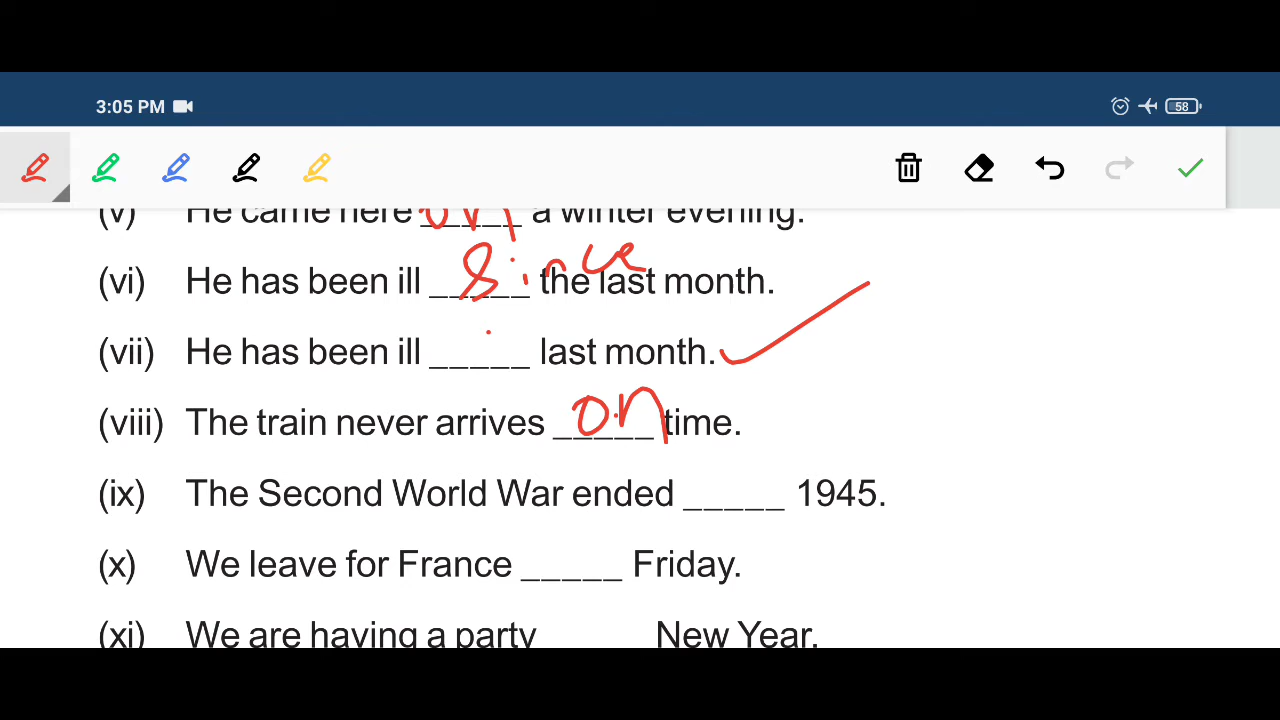 3:05 PM 58
(v) He came here on a winter evening.
(vi) He has been ill since the last month.
(vii) He has been ill _____ last month.
(viii) The train never arrives on time.
(ix) The Second World War ended _____ 1945.
(x) We leave for France _____ Friday.
(xi) We are having a party _____ New Year.